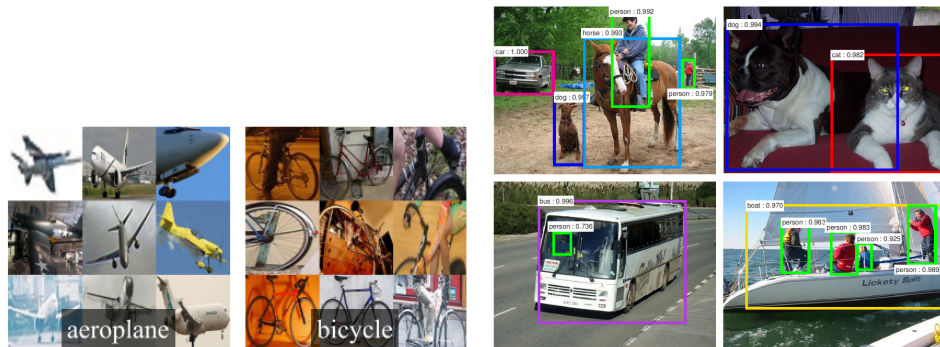 aeroplane
bicycle
person : 0.992
horse : 0.993
car : 1.000
dog : 0.997
person : 0.979
dog : 0.994
cat : 0.982
bus : 0.996
person : 0.736
boat : 0.970
person : 0.983
person : 0.983
person : 0.925
person : 0.989
Lickety Split